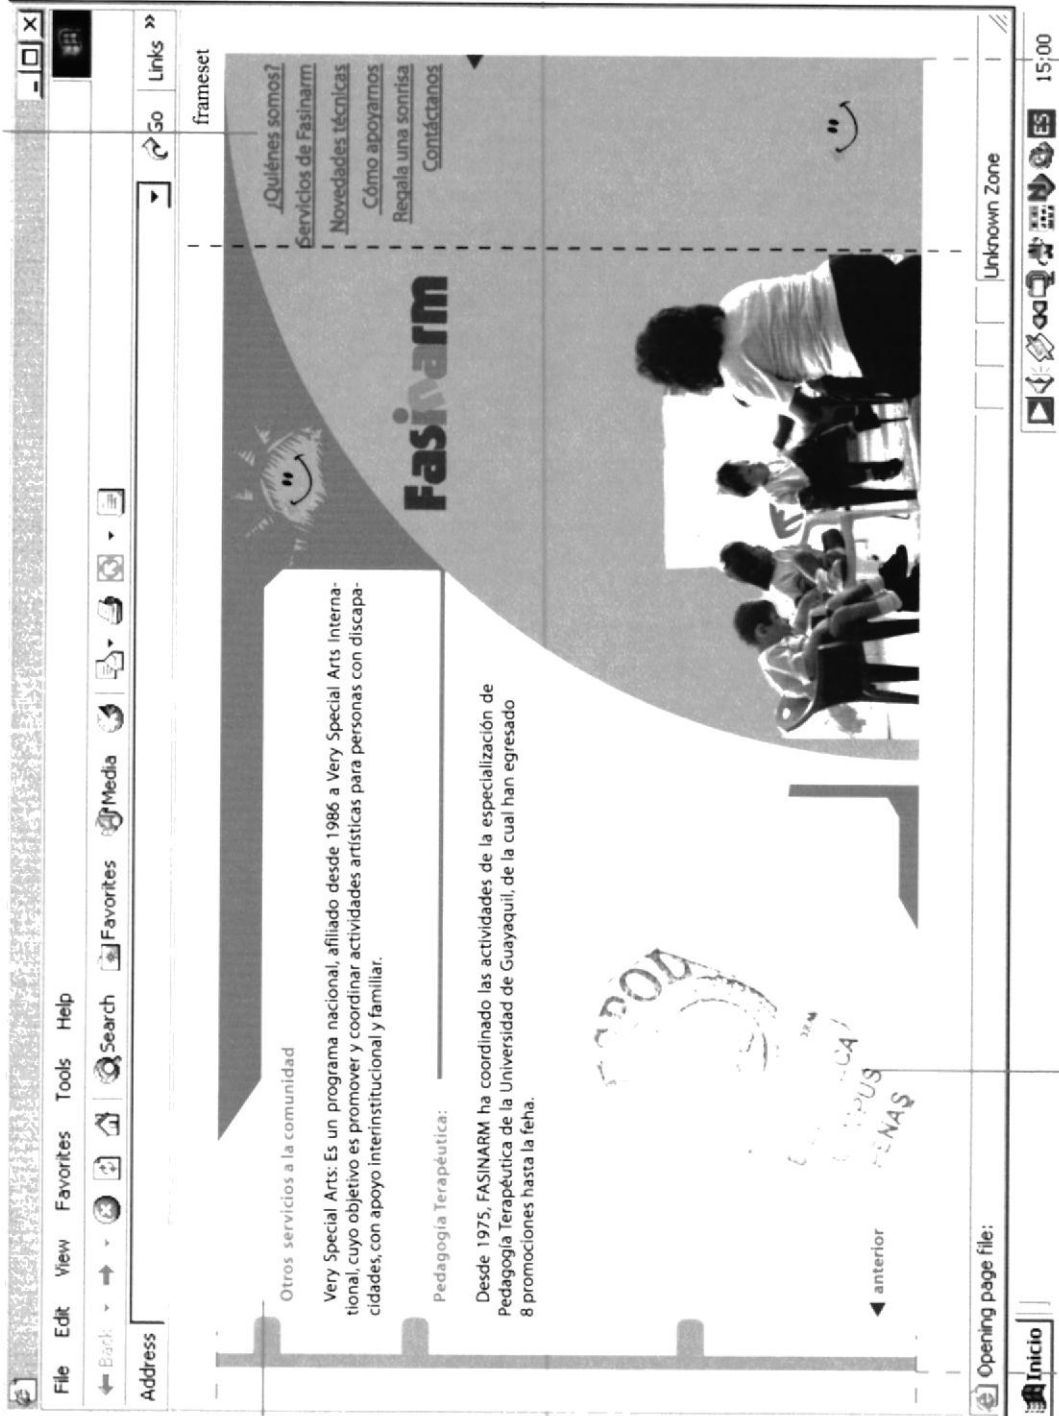 File Edit View Favorites Tools Help
Back Search Favorites Media
Address Go Links »
frameset
Otros servicios a la comunidad
Very Special Arts: Es un programa nacional, afiliado desde 1986 a Very Special Arts Interna-
tional, cuyo objetivo es promover y coordinar actividades artísticas para personas con discapa-
cidades, con apoyo interinstitucional y familiar.
Pedagogía Terapéutica:
Desde 1975, FASINARM ha coordinado las actividades de la especialización de
Pedagogía Terapéutica de la Universidad de Guayaquil, de la cual han egresado
8 promociones hasta la feha.
anterior
Fasinarm
¿Quiénes somos?
Servicios de Fasinarm
Novedades técnicas
Cómo apoyarnos
Regala una sonrisa
Contáctanos
Opening page file:
Unknown Zone
Inicio
ES
15:00